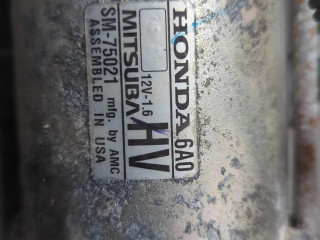 HONDA 6A0
MITSUBA HV
12V-1.6
SM-75021 mfg. by AMC
ASSEMBLED IN USA